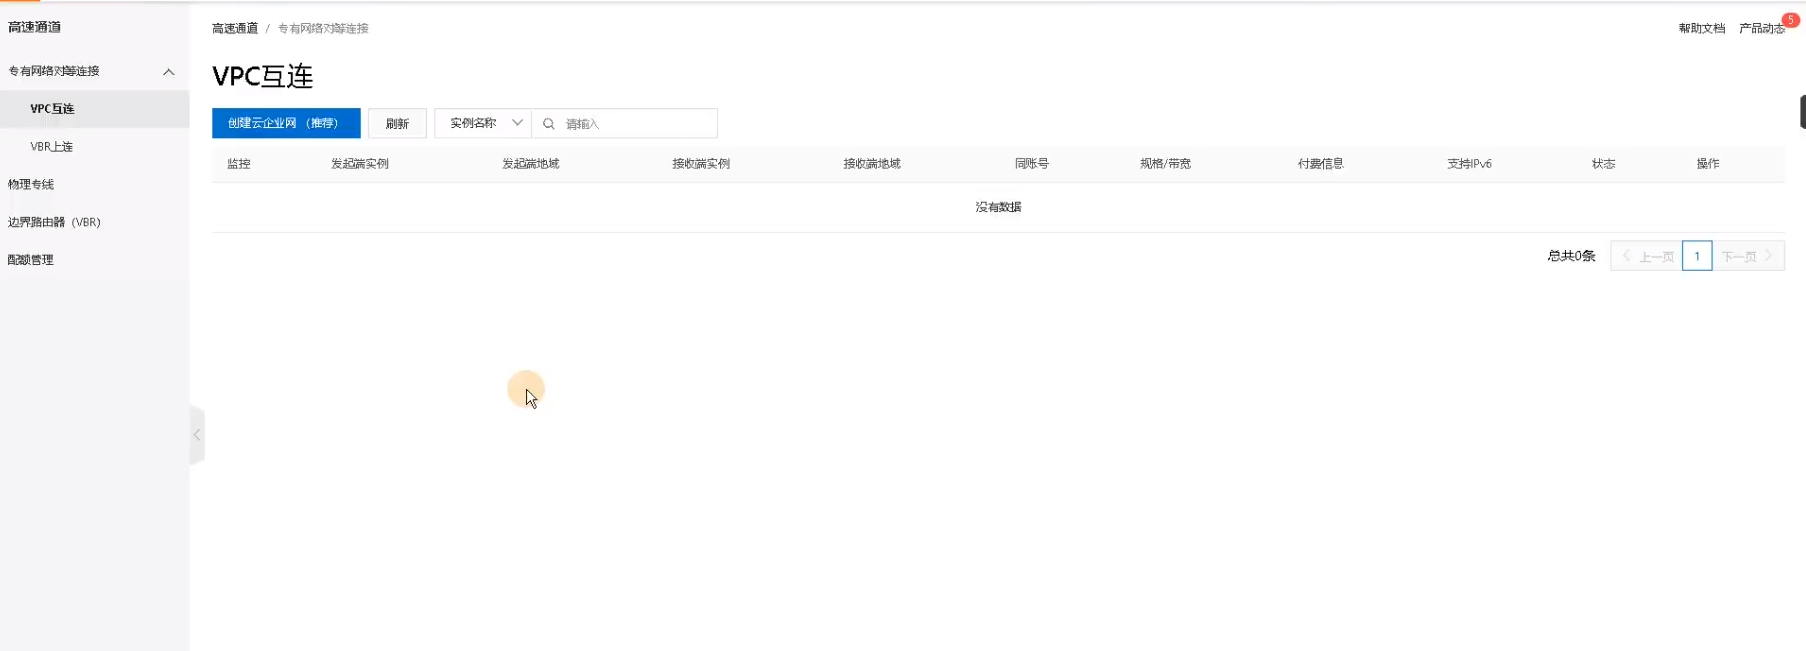 高速通道
专有网络对等连接
VPC互连
VBR上连
物理专线
边界路由器（VBR）
配额管理
高速通道 / 专有网络对等连接
帮助文档 产品动态 5
VPC互连
创建云企业网（推荐） 刷新 实例名称 请输入
监控 发起端实例 发起端地域 接收端实例 接收端地域 同账号 规格/带宽 付费信息 支持IPv6 状态 操作
没有数据
总共0条 上一页 1 下一页